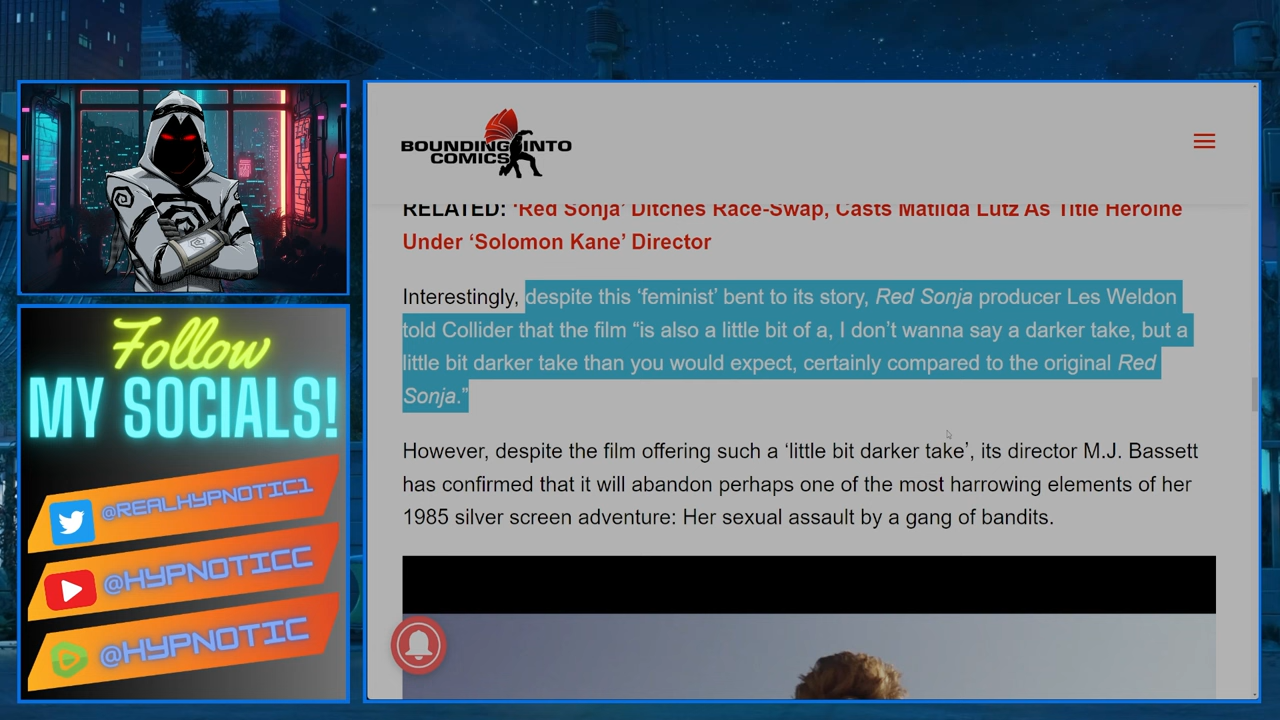 BOUNDING INTO
COMICS
RELATED: ‘Red Sonja’ Ditches Race-Swap, Casts Matilda Lutz As Title Heroine
Under ‘Solomon Kane’ Director
Interestingly, despite this ‘feminist’ bent to its story, Red Sonja producer Les Weldon
told Collider that the film “is also a little bit of a, I don’t wanna say a darker take, but a
little bit darker take than you would expect, certainly compared to the original Red
Sonja.”
However, despite the film offering such a ‘little bit darker take’, its director M.J. Bassett
has confirmed that it will abandon perhaps one of the most harrowing elements of her
1985 silver screen adventure: Her sexual assault by a gang of bandits.
Follow
MY SOCIALS!
@REALHYPNOTIC1
@HYPNOTICC
@HYPNOTIC